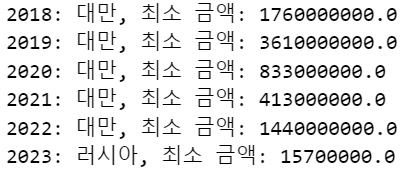 2018: 대만, 최소 금액: 1760000000.0
2019: 대만, 최소 금액: 3610000000.0
2020: 대만, 최소 금액: 833000000.0
2021: 대만, 최소 금액: 413000000.0
2022: 대만, 최소 금액: 1440000000.0
2023: 러시아, 최소 금액: 15700000.0